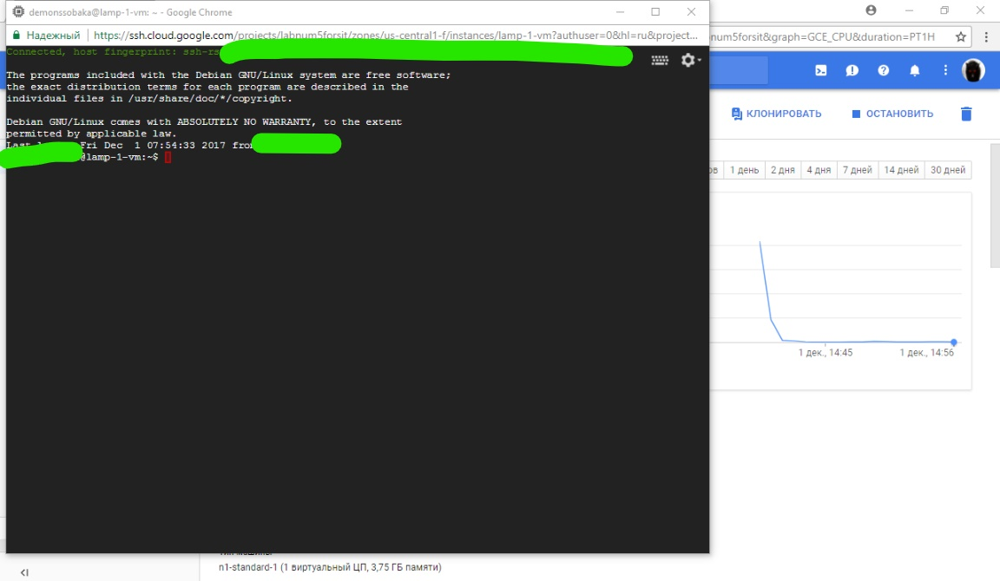 demonssobaka@lamp-1-vm: ~ - Google Chrome
Надежный https://ssh.cloud.google.com/projects/labnum5forsit/zones/us-central1-f/instances/lamp-1-vm?authuser=0&hl=ru&project...
num5forsit&graph=GCE_CPU&duration=PT1H
Connected, host fingerprint: ssh-rs
The programs included with the Debian GNU/Linux system are free software;
the exact distribution terms for each program are described in the
individual files in /usr/share/doc/*/copyright.
Debian GNU/Linux comes with ABSOLUTELY NO WARRANTY, to the extent
permitted by applicable law.
Last Fri Dec 1 07:54:33 2017 from
@lamp-1-vm:~$
КЛОНИРОВАТЬ ОСТАНОВИТЬ
ов 1 день 2 дня 4 дня 7 дней 14 дней 30 дней
1 дек., 14:45 1 дек., 14:56
n1-standard-1 (1 виртуальный ЦП, 3,75 ГБ памяти)